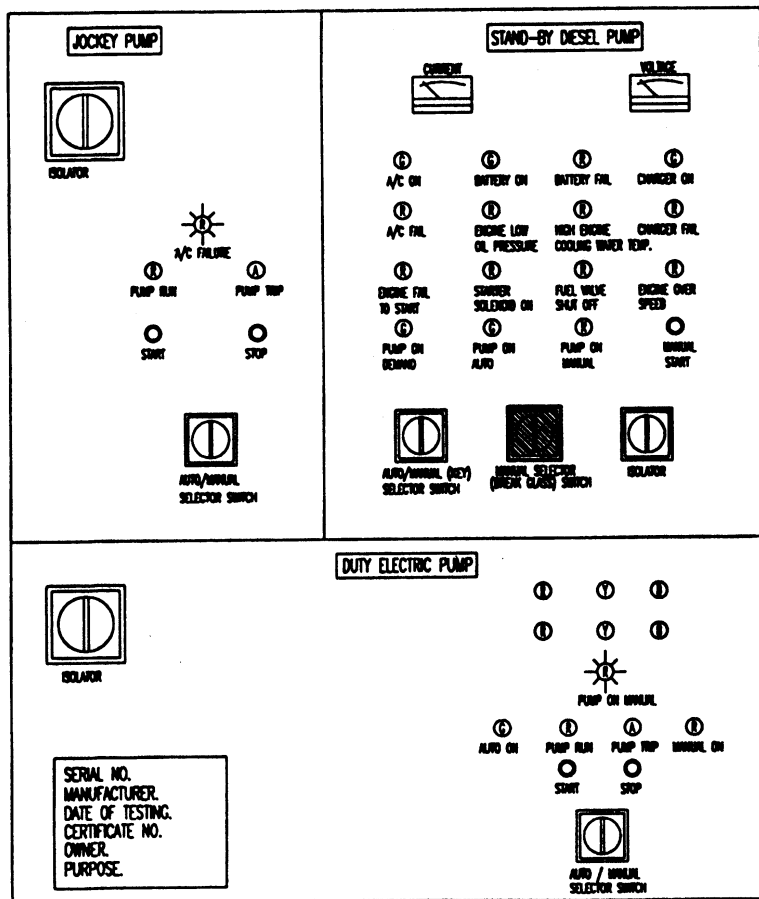 JOCKEY PUMP
ISOLATOR
R
A/C FAILURE
R
A
PUMP RUN
PUMP TRIP
START
STOP
AUTO/MANUAL
SELECTOR SWITCH
STAND-BY DIESEL PUMP
CURRENT
VOLTAGE
G
G
R
G
A/C ON
BATTERY ON
BATTERY FAIL
CHARGER ON
R
R
R
R
A/C FAIL
ENGINE LOW
OIL PRESSURE
HIGH ENGINE
COOLING WATER TEMP.
CHARGER FAIL
R
R
R
R
ENGINE FAIL
TO START
STARTER
SOLENOID ON
FUEL VALVE
SHUT OFF
ENGINE OVER
SPEED
G
G
R
PUMP ON
DEMAND
PUMP ON
AUTO
PUMP ON
MANUAL
MANUAL
START
AUTO/MANUAL (KEY)
SELECTOR SWITCH
MANUAL SELECTOR
(BREAK GLASS) SWITCH
ISOLATOR
DUTY ELECTRIC PUMP
ISOLATOR
R
Y
B
R
Y
B
R
PUMP ON MANUAL
G
R
A
R
AUTO ON
PUMP RUN
PUMP TRIP
MANUAL ON
START
STOP
AUTO / MANUAL
SELECTOR SWITCH
SERIAL NO.
MANUFACTURER.
DATE OF TESTING.
CERTIFICATE NO.
OWNER.
PURPOSE.